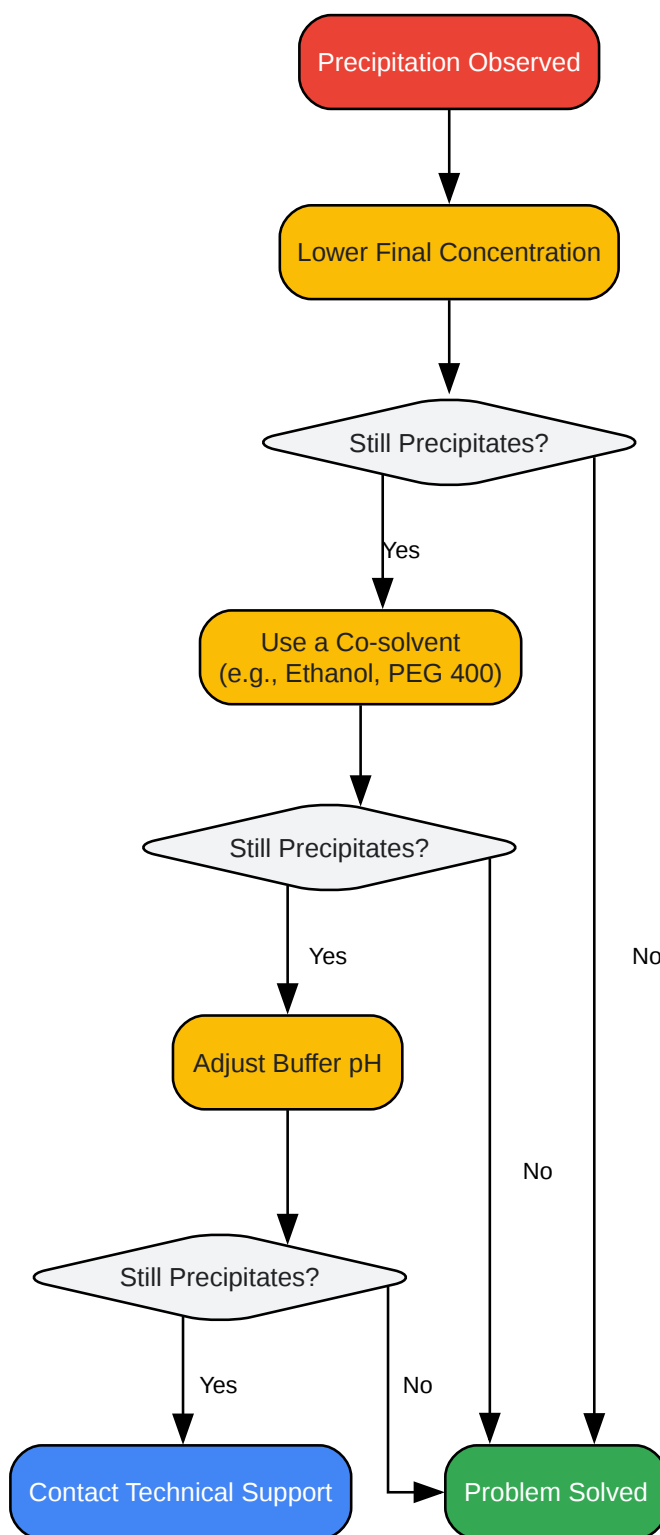 Precipitation Observed
Lower Final Concentration
Still Precipitates?
Yes
Use a Co-solvent
(e.g., Ethanol, PEG 400)
Still Precipitates?
Yes
No
Adjust Buffer pH
No
Still Precipitates?
Yes
No
Contact Technical Support
Problem Solved